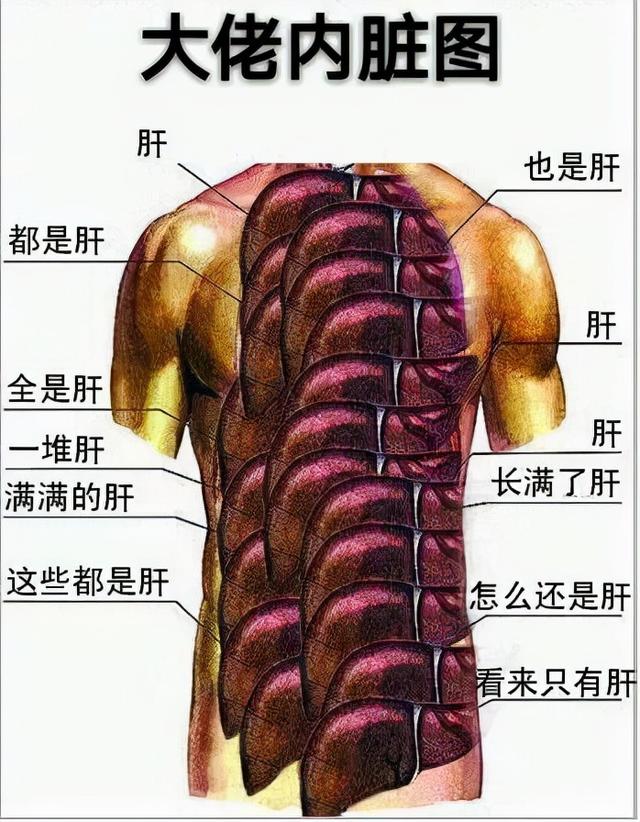 大佬内脏图
肝
也是肝
都是肝
肝
全是肝
肝
一堆肝
长满了肝
满满的肝
这些都是肝
怎么还是肝
看来只有肝